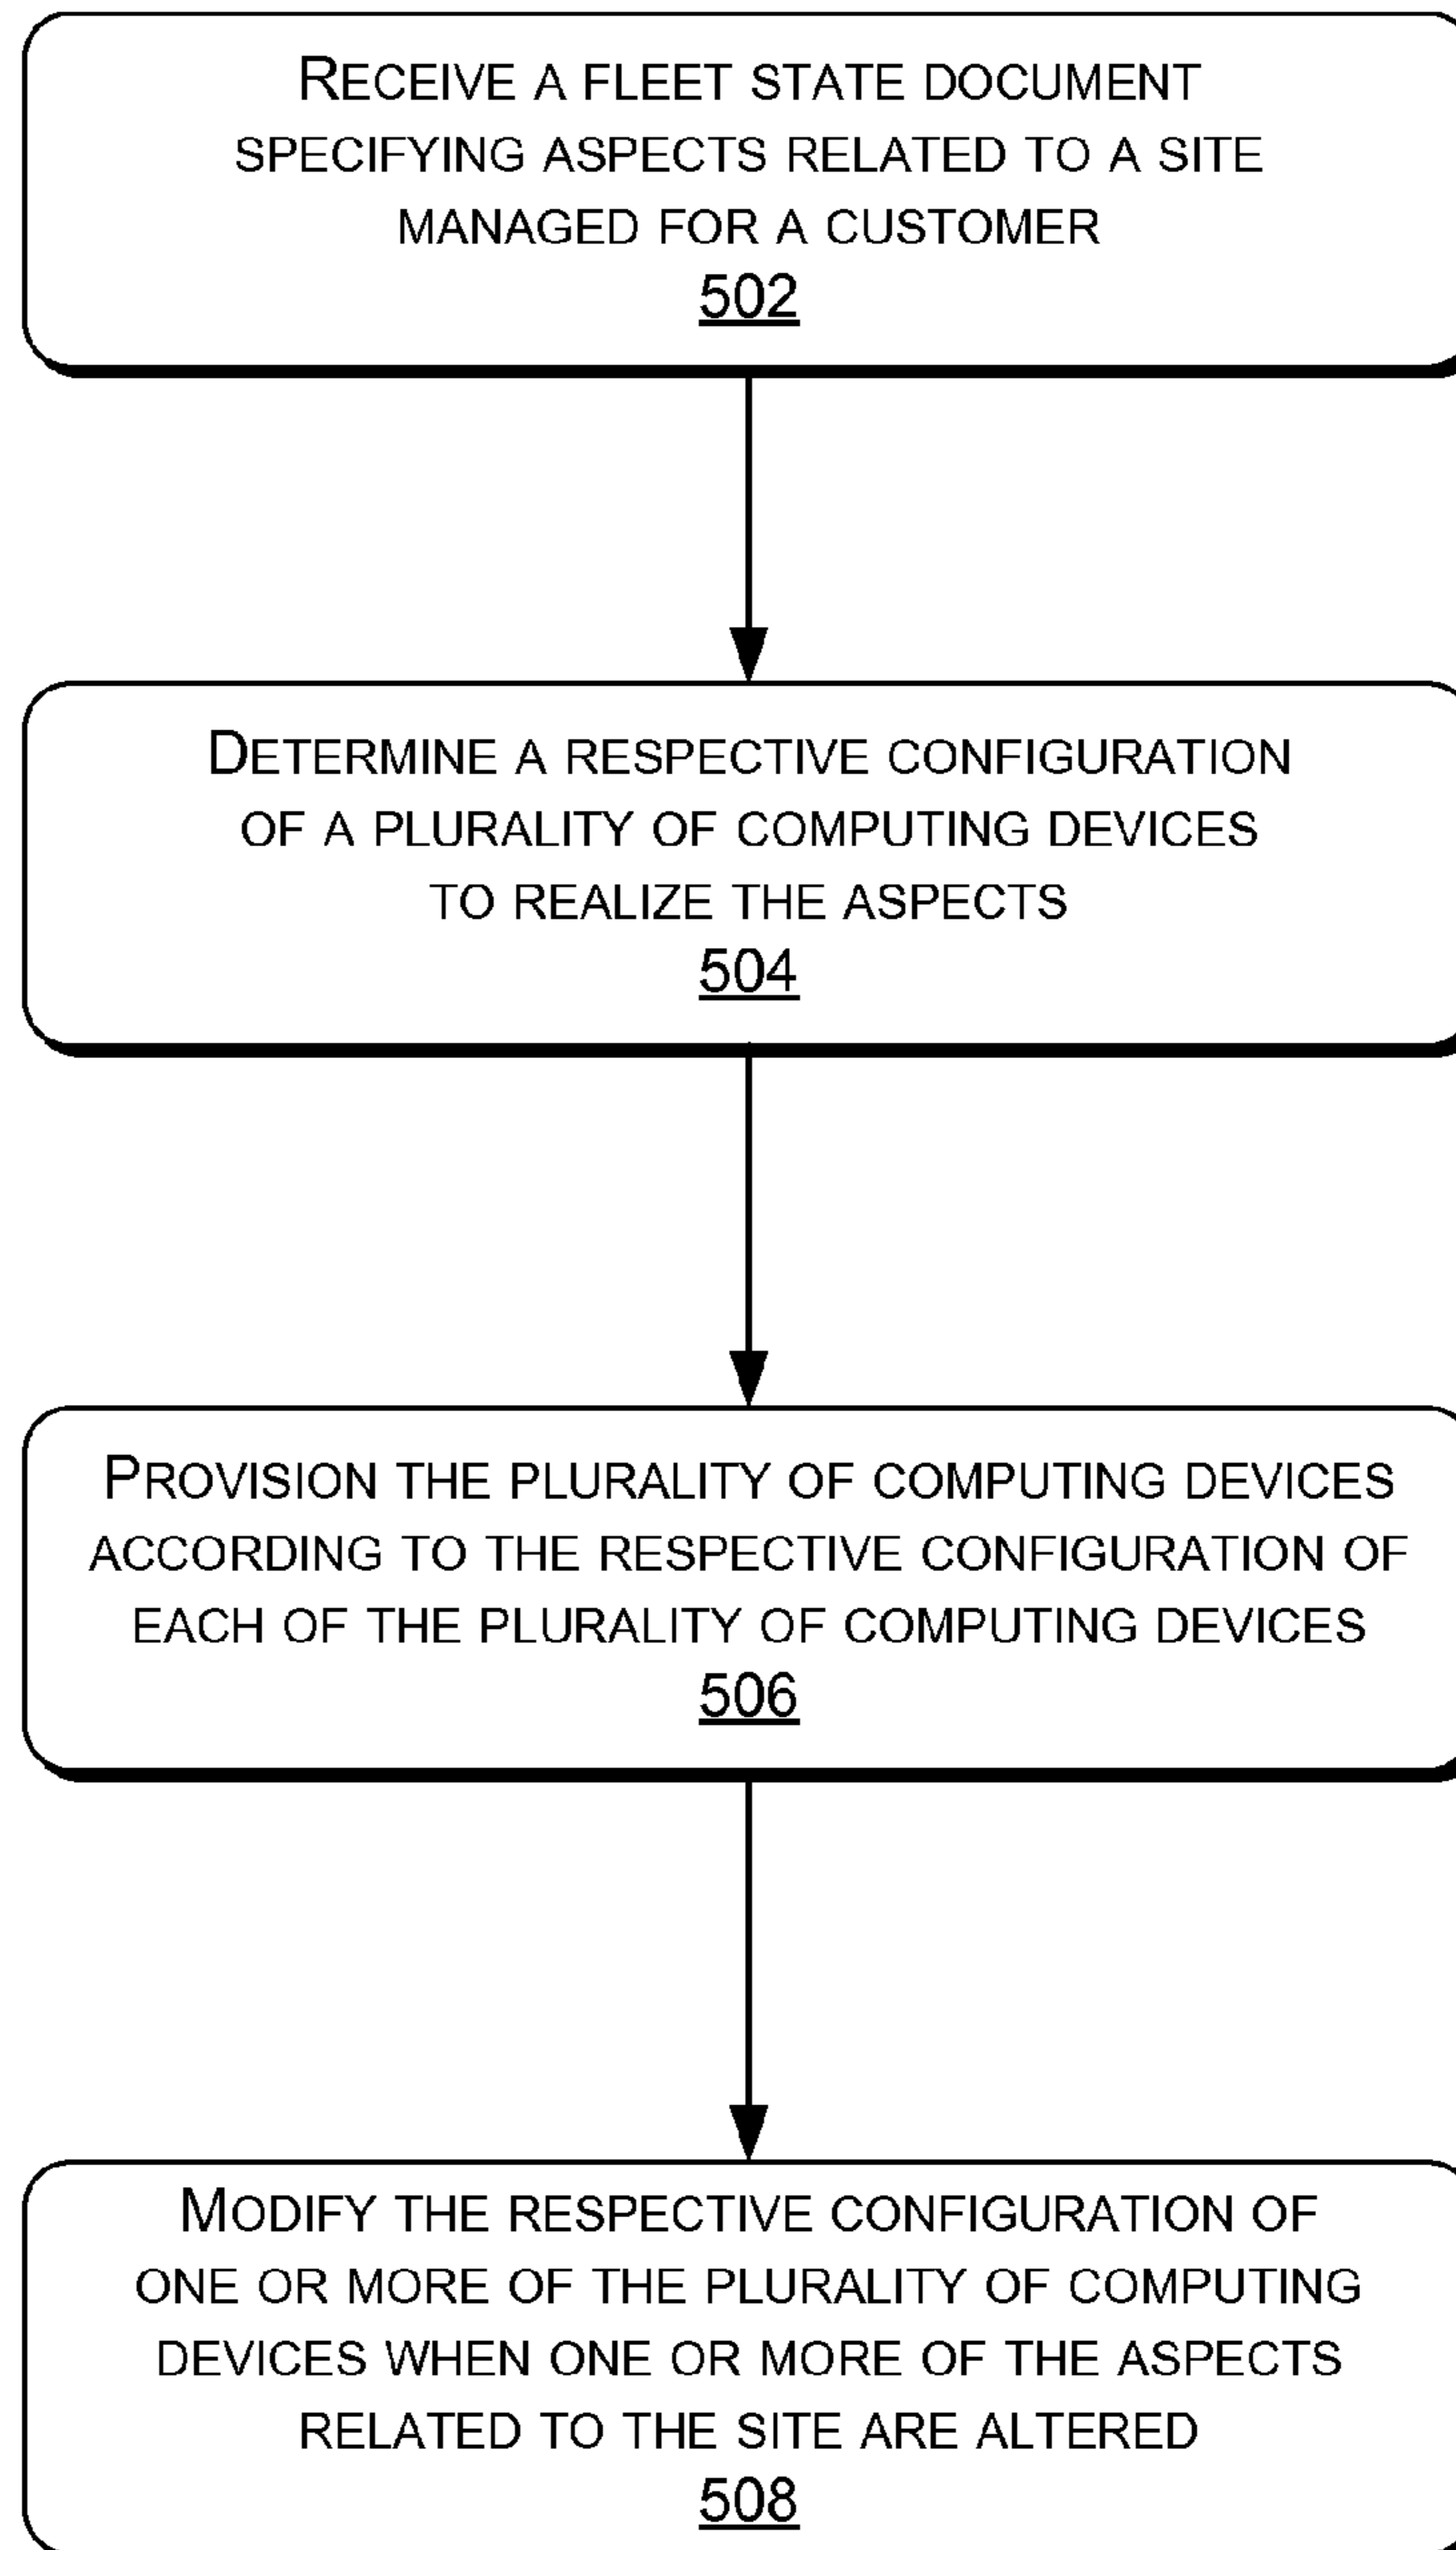 RECEIVE A FLEET STATE DOCUMENT
SPECIFYING ASPECTS RELATED TO A SITE
MANAGED FOR A CUSTOMER
502
DETERMINE A RESPECTIVE CONFIGURATION
OF A PLURALITY OF COMPUTING DEVICES
TO REALIZE THE ASPECTS
504
PROVISION THE PLURALITY OF COMPUTING DEVICES
ACCORDING TO THE RESPECTIVE CONFIGURATION OF
EACH OF THE PLURALITY OF COMPUTING DEVICES
506
MODIFY THE RESPECTIVE CONFIGURATION OF
ONE OR MORE OF THE PLURALITY OF COMPUTING
DEVICES WHEN ONE OR MORE OF THE ASPECTS
RELATED TO THE SITE ARE ALTERED
508